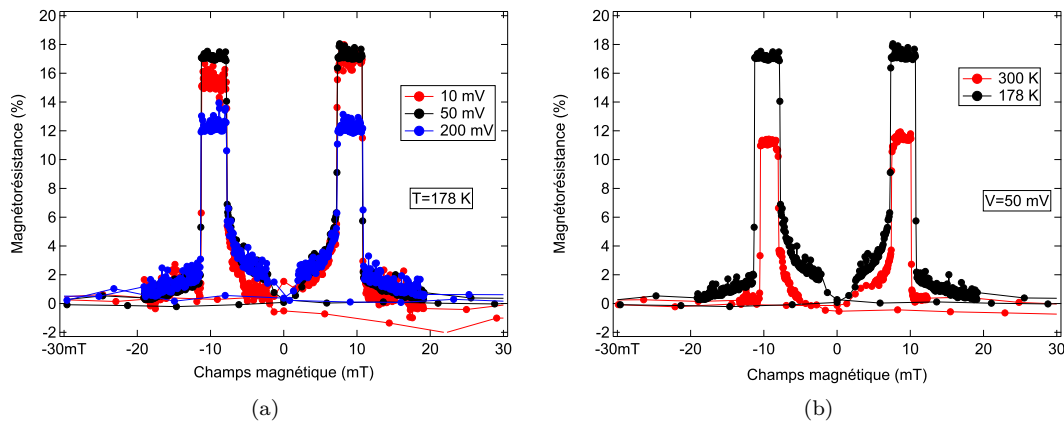 20
18
16
14
12
10
8
6
4
2
0
-2
Magnétorésistance (%)
-30mT
-20
-10
0
10
20
30
Champs magnétique (mT)
10 mV
50 mV
200 mV
T=178 K
(a)
20
18
16
14
12
10
8
6
4
2
0
-2
Magnétorésistance (%)
-30mT
-20
-10
0
10
20
30
Champs magnétique (mT)
300 K
178 K
V=50 mV
(b)